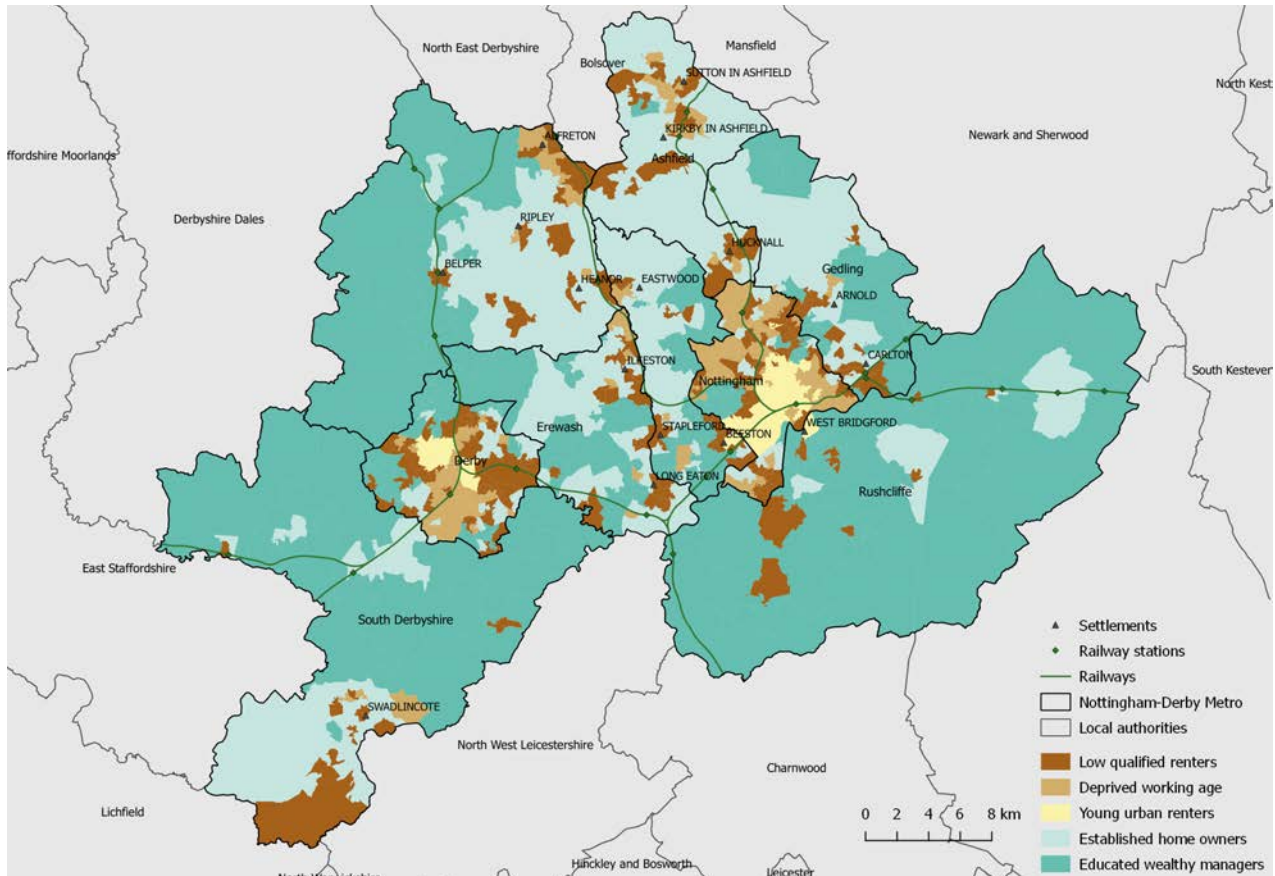 North East Derbyshire
Mansfield
Bolsover
SUTTON IN ASHFIELD
North Kest
ALFRETON
KIRKBY IN ASHFIELD
Newark and Sherwood
ffordshire Moorlands
Ashfield
Derbyshire Dales
RIPLEY
HUCKNALL
BELPER
Gedling
HEANOR
EASTWOOD
ARNOLD
ILKESTON
CARLTON
South Kesteven
Nottingham
Erewash
STAPLEFORD
BEESTON
WEST BRIDGFORD
Derby
LONG EATON
Rushcliffe
East Staffordshire
South Derbyshire
Settlements
Railway stations
Railways
SWADLINCOTE
Nottingham-Derby Metro
North West Leicestershire
Local authorities
Charnwood
Low qualified renters
Lichfield
Deprived working age
0 2 4 6 8 km
Young urban renters
Established home owners
Hinckley and Bosworth
Educated wealthy managers
Leicester